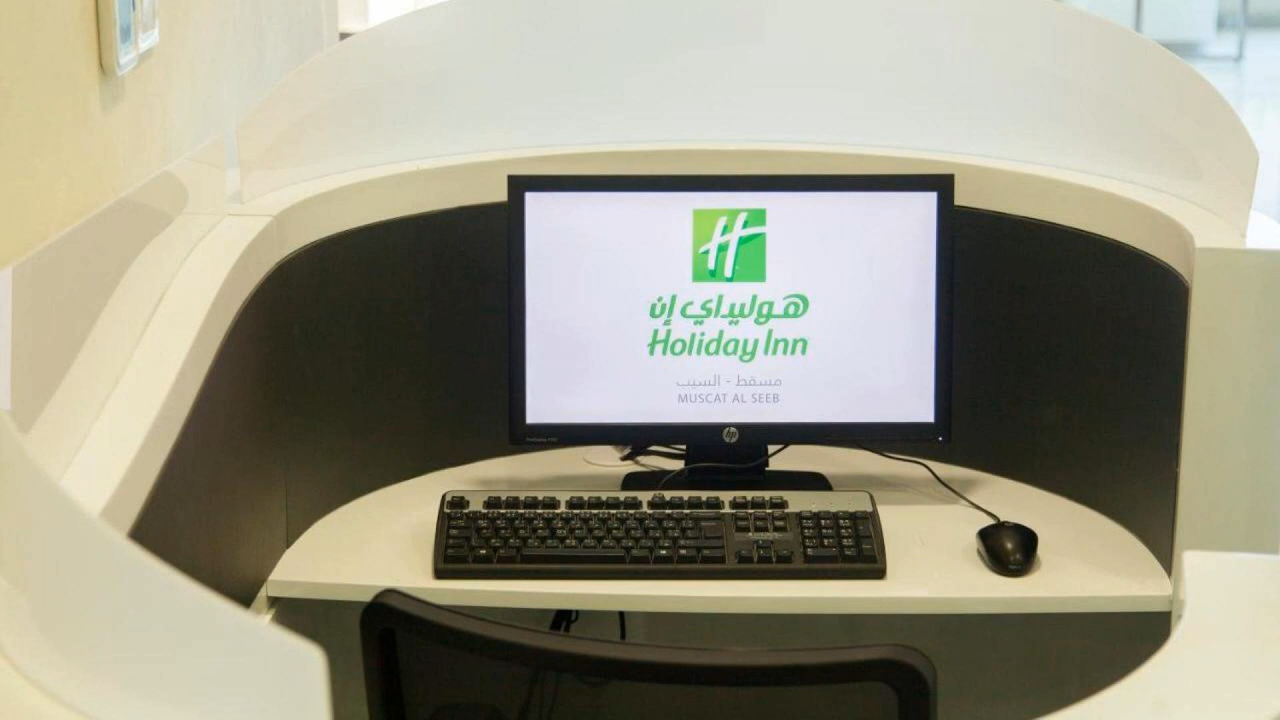 هوليداي إن
Holiday Inn
مسقط - السيب
MUSCAT AL SEEB
hp